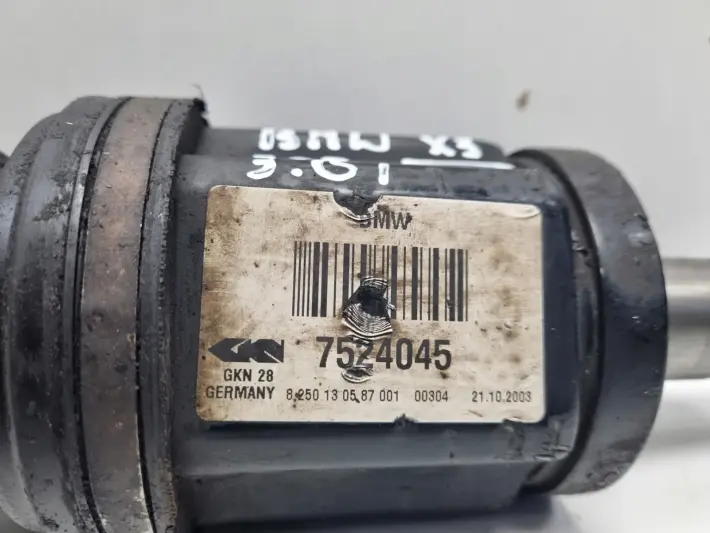 BMW X3
3.0i
BMW
GKN
7524045
GKN 28
GERMANY 8.250 13 05 87 001 00304 21.10.2003